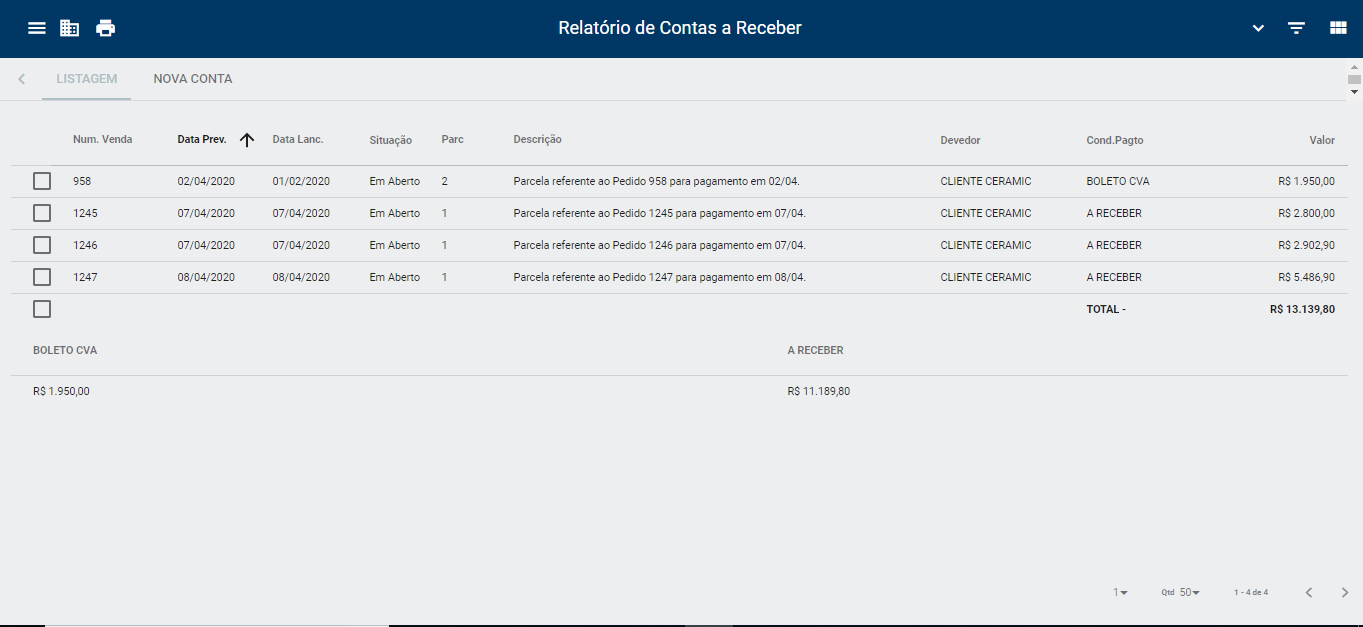 Relatório de Contas a Receber
LISTAGEM NOVA CONTA
Num. Venda Data Prev. Data Lanc. Situação Parc Descrição Devedor Cond.Pagto Valor
958 02/04/2020 01/02/2020 Em Aberto 2 Parcela referente ao Pedido 958 para pagamento em 02/04. CLIENTE CERAMIC BOLETO CVA R$ 1.950,00
1245 07/04/2020 07/04/2020 Em Aberto 1 Parcela referente ao Pedido 1245 para pagamento em 07/04. CLIENTE CERAMIC A RECEBER R$ 2.800,00
1246 07/04/2020 07/04/2020 Em Aberto 1 Parcela referente ao Pedido 1246 para pagamento em 07/04. CLIENTE CERAMIC A RECEBER R$ 2.902,90
1247 08/04/2020 08/04/2020 Em Aberto 1 Parcela referente ao Pedido 1247 para pagamento em 08/04. CLIENTE CERAMIC A RECEBER R$ 5.486,90
TOTAL - R$ 13.139,80
BOLETO CVA A RECEBER
R$ 1.950,00 R$ 11.189,80
1 Qtd 50 1 - 4 de 4